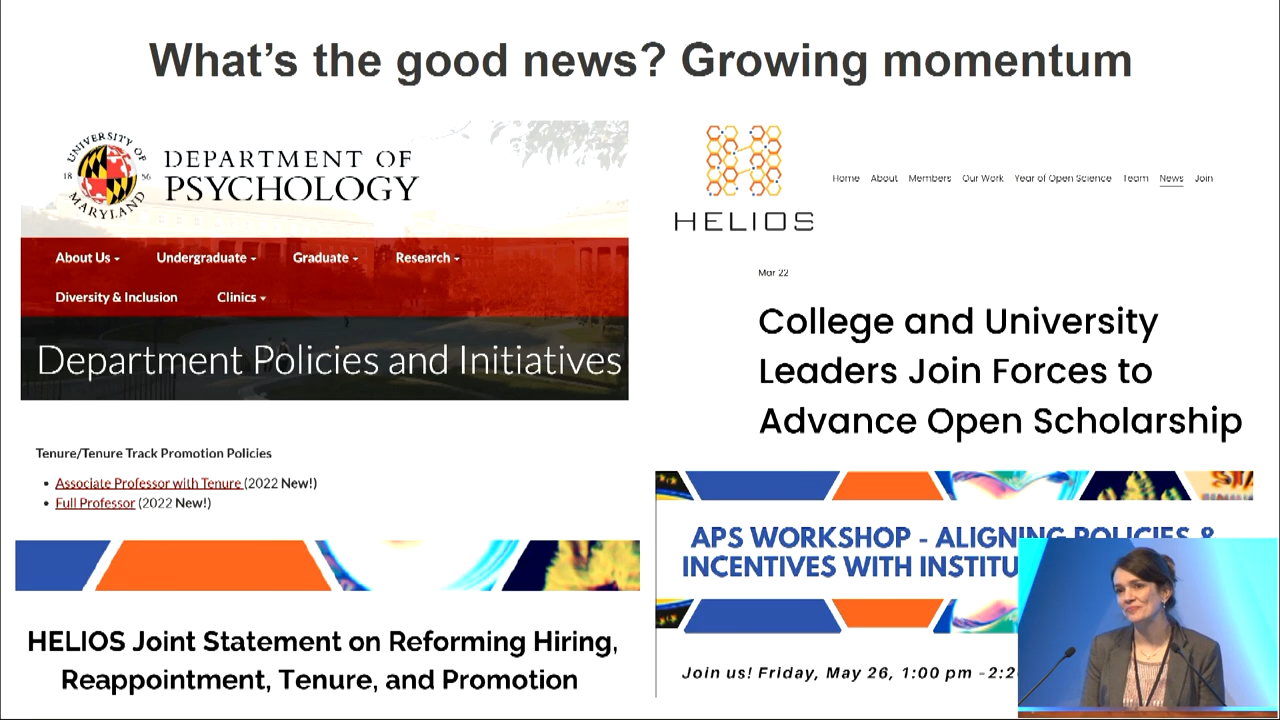 What's the good news? Growing momentum
UNIVERSITY OF
18 56
MARYLAND
DEPARTMENT OF
PSYCHOLOGY
About Us Undergraduate Graduate Research
Diversity & Inclusion Clinics
Department Policies and Initiatives
Tenure/Tenure Track Promotion Policies
• Associate Professor with Tenure (2022 New!)
• Full Professor (2022 New!)
HELIOS Joint Statement on Reforming Hiring,
Reappointment, Tenure, and Promotion
HELIOS
Home About Members Our Work Year of Open Science Team News Join
Mar 22
College and University
Leaders Join Forces to
Advance Open Scholarship
APS WORKSHOP - ALIGNING POLICIES &
INCENTIVES WITH INSTITU
Join us! Friday, May 26, 1:00 pm -2:2